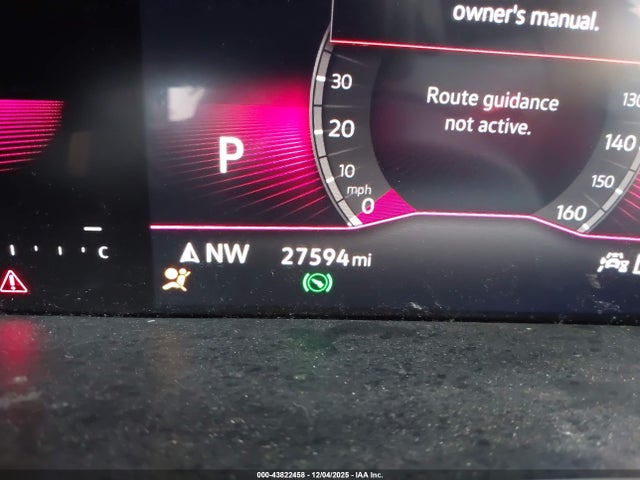 owner's manual.
30
20
10
mph
0
Route guidance
not active.
130
140
150
160
P
C
NW
27594 mi
000-43822458 - 12/04/2025 - IAA Inc.